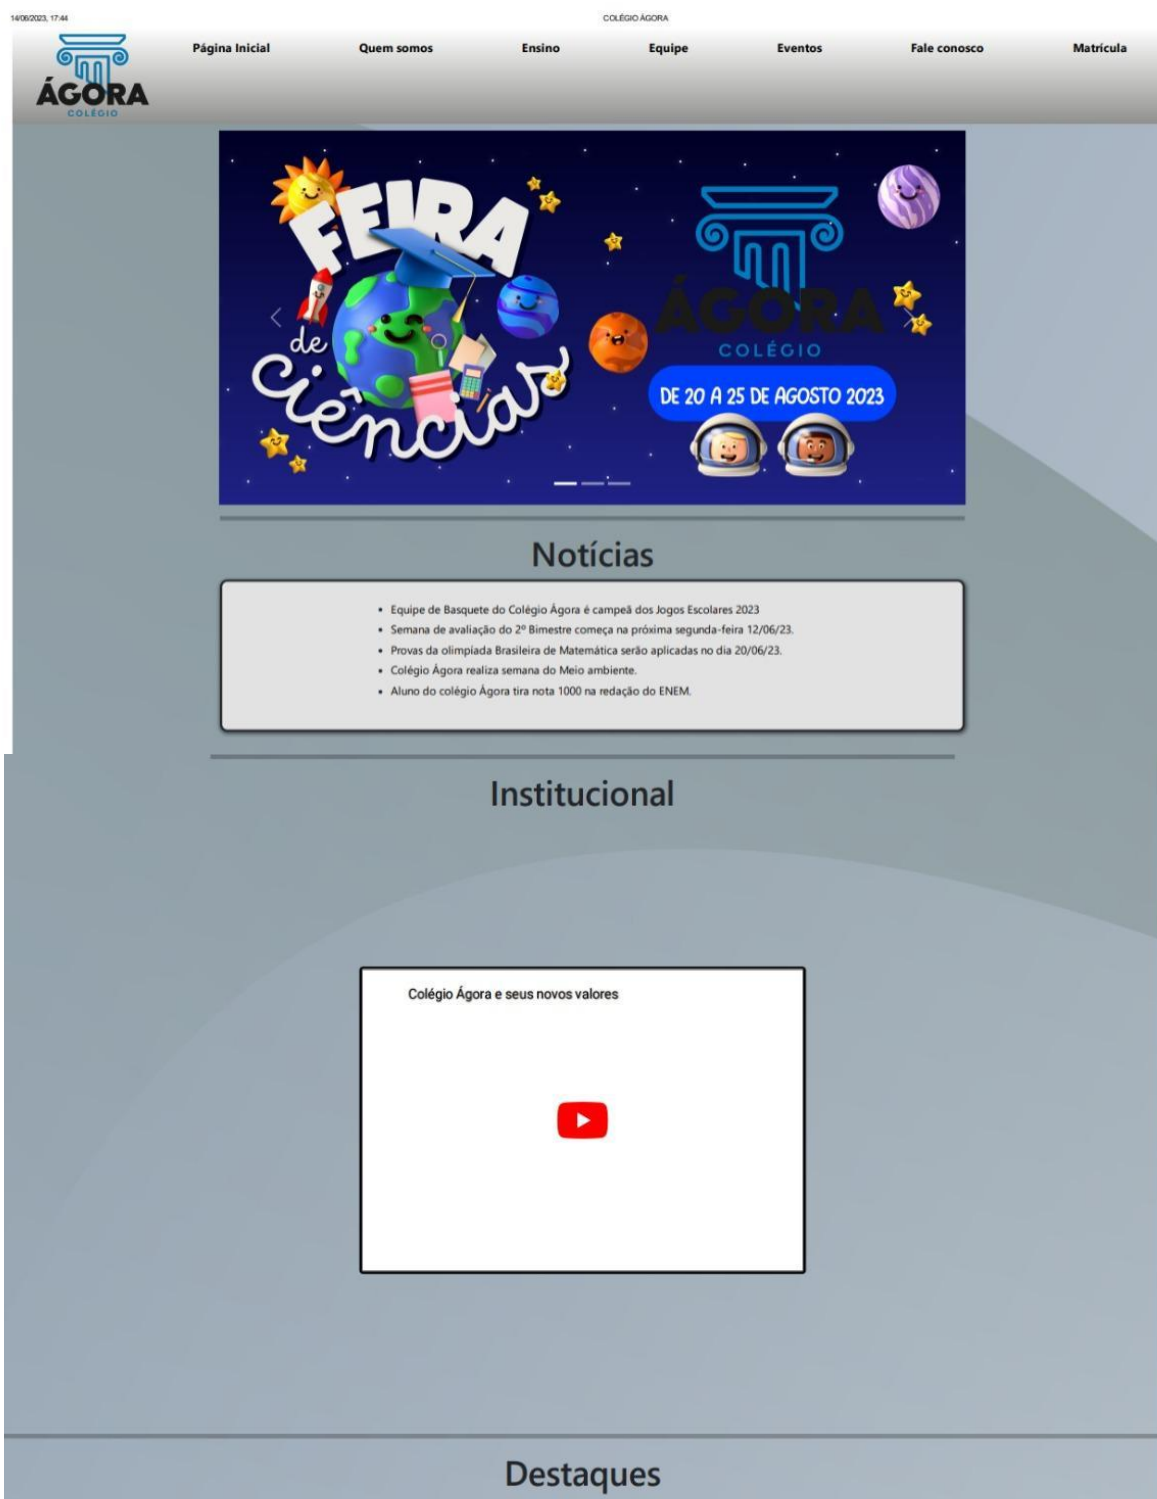 14/06/2023, 17:44
COLÉGIO ÁGORA
ÁGORA
COLÉGIO
Página Inicial
Quem somos
Ensino
Equipe
Eventos
Fale conosco
Matrícula
FEIRA
de
Ciências
ÁGORA
COLÉGIO
DE 20 A 25 DE AGOSTO 2023
Notícias
• Equipe de Basquete do Colégio Ágora é campeã dos Jogos Escolares 2023
• Semana de avaliação do 2º Bimestre começa na próxima segunda-feira 12/06/23.
• Provas da olimpíada Brasileira de Matemática serão aplicadas no dia 20/06/23.
• Colégio Ágora realiza semana do Meio ambiente.
• Aluno do colégio Ágora tira nota 1000 na redação do ENEM.
Institucional
Colégio Ágora e seus novos valores
Destaques